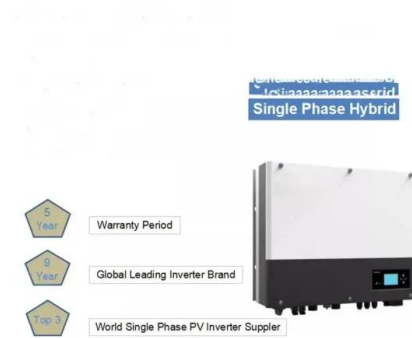 Single Phase Hybrid
5
Year
Warranty Period
9
Year
Global Leading Inverter Brand
Top 3
World Single Phase PV Inverter Suppler